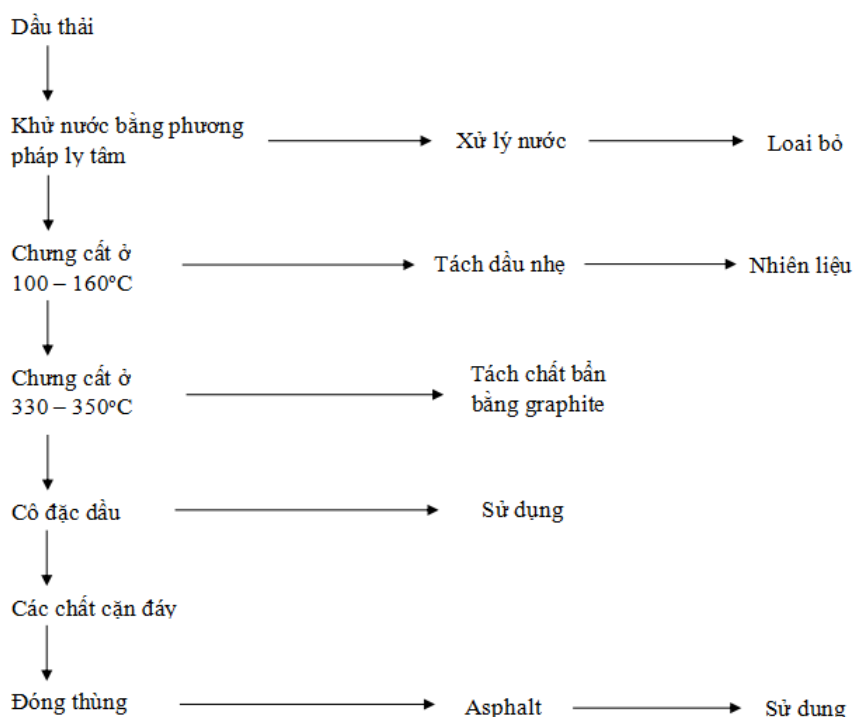 Dầu thải
Khử nước bằng phương
pháp ly tâm
Xử lý nước
Loai bỏ
Chưng cất ở
100 – 160°C
Tách dầu nhẹ
Nhiên liệu
Chưng cất ở
330 – 350°C
Tách chất bẩn
bằng graphite
Cô đặc dầu
Sử dụng
Các chất cặn đáy
Đóng thùng
Asphalt
Sử dung